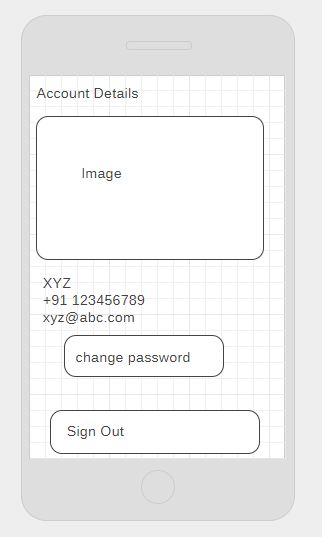 Account Details
Image
XYZ
+91 123456789
xyz@abc.com
change password
Sign Out